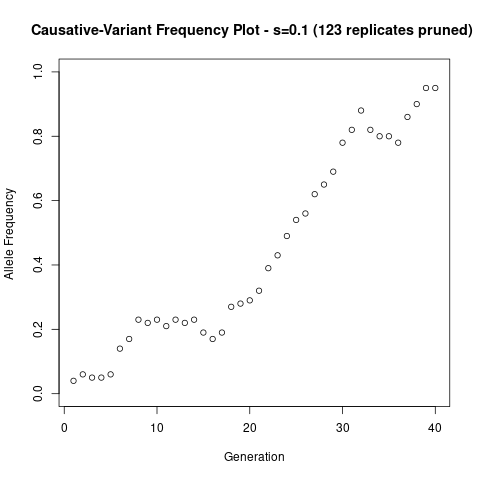 Causative-Variant Frequency Plot - s=0.1 (123 replicates pruned)
Allele Frequency
1.0
0.8
0.6
0.4
0.2
0.0
0 10 20 30 40
Generation